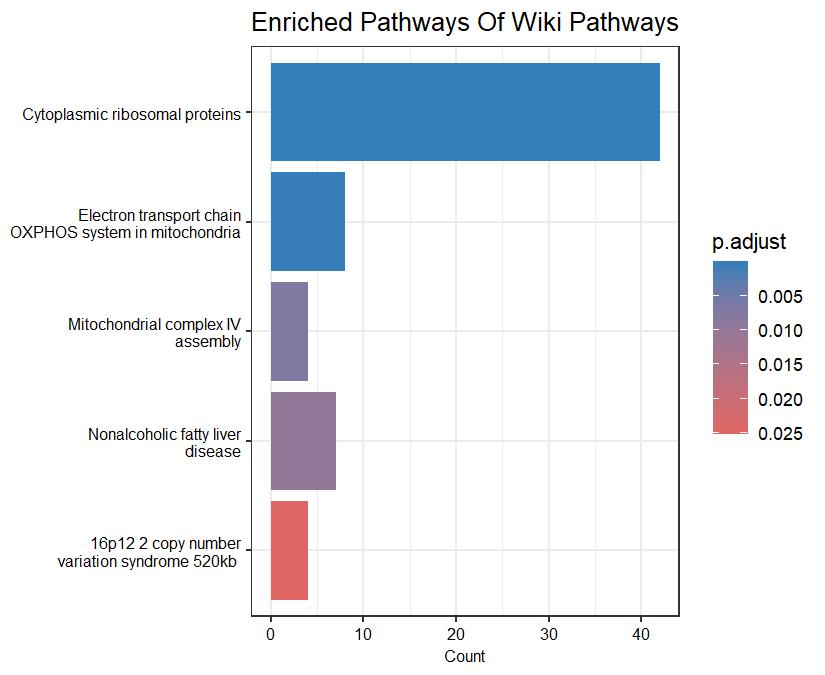 Enriched Pathways Of Wiki Pathways
Cytoplasmic ribosomal proteins
Electron transport chain
OXPHOS system in mitochondria
Mitochondrial complex IV
assembly
Nonalcoholic fatty liver
disease
16p12 2 copy number
variation syndrome 520kb
0 10 20 30 40
Count
p.adjust
0.005
0.010
0.015
0.020
0.025